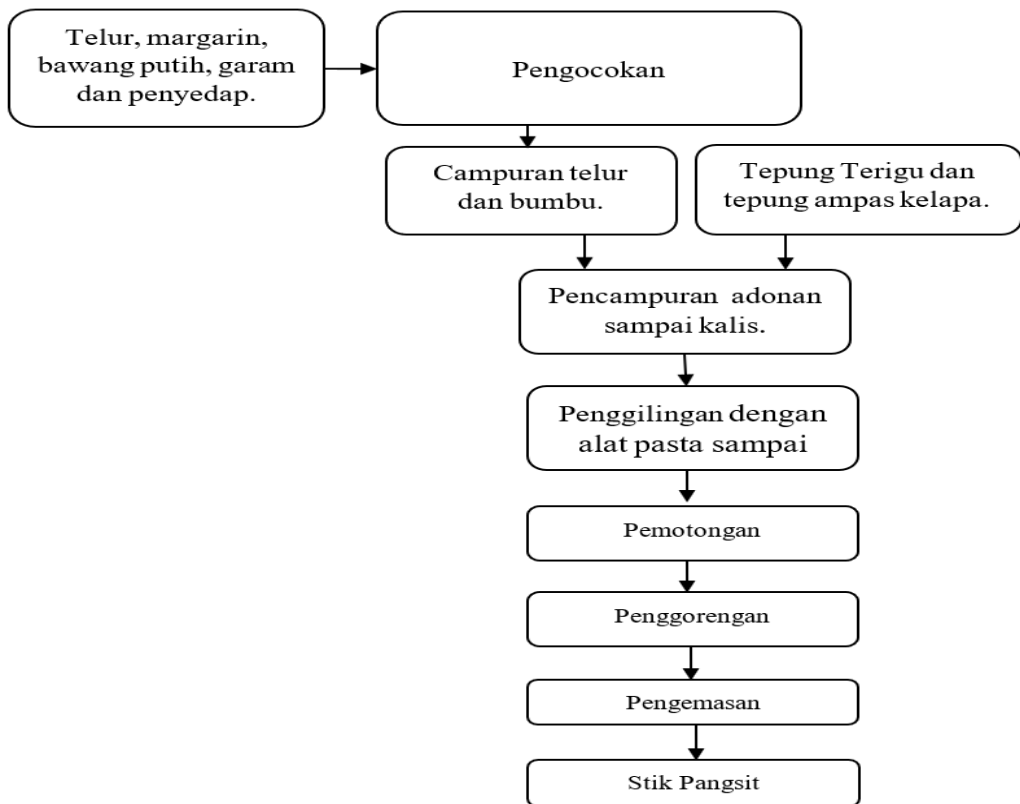 Telur, margarin,
bawang putih, garam
dan penyedap.
Pengocokan
Campuran telur
dan bumbu.
Tepung Terigu dan
tepung ampas kelapa.
Pencampuran adonan
sampai kalis.
Penggilingan dengan
alat pasta sampai
Pemotongan
Penggorengan
Pengemasan
Stik Pangsit